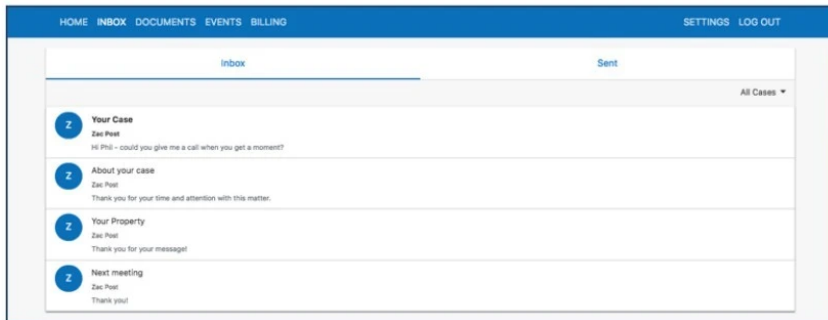 HOME INBOX DOCUMENTS EVENTS BILLING SETTINGS LOG OUT
Inbox Sent
All Cases
Z
Your Case
Zac Post
Hi Phil - could you give me a call when you get a moment?
Z
About your case
Zac Post
Thank you for your time and attention with this matter.
Z
Your Property
Zac Post
Thank you for your message!
Z
Next meeting
Zac Post
Thank you!